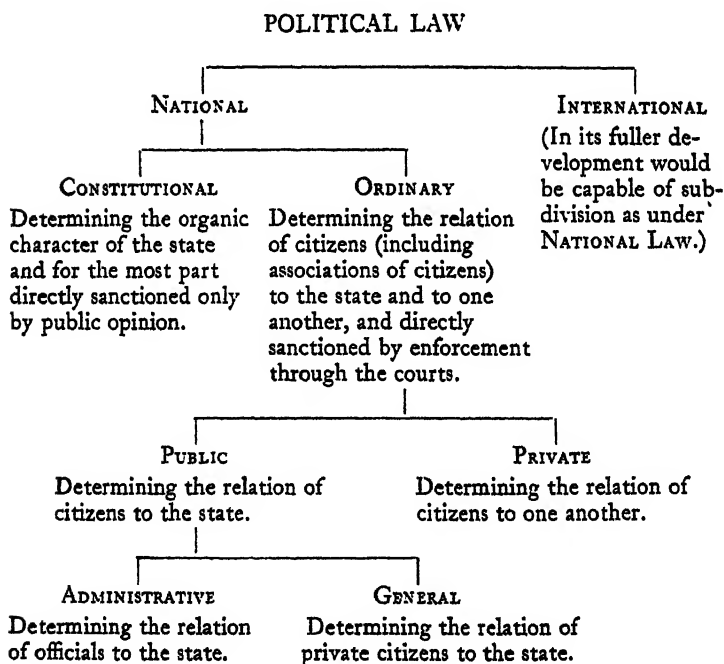 POLITICAL LAW
NATIONAL
INTERNATIONAL
(In its fuller de-
velopment would
be capable of sub-
division as under
NATIONAL LAW.)
CONSTITUTIONAL
Determining the organic
character of the state
and for the most part
directly sanctioned only
by public opinion.
ORDINARY
Determining the relation
of citizens (including
associations of citizens)
to the state and to one
another, and directly
sanctioned by enforcement
through the courts.
PUBLIC
Determining the relation of
citizens to the state.
PRIVATE
Determining the relation of
citizens to one another.
ADMINISTRATIVE
Determining the relation
of officials to the state.
GENERAL
Determining the relation of
private citizens to the state.